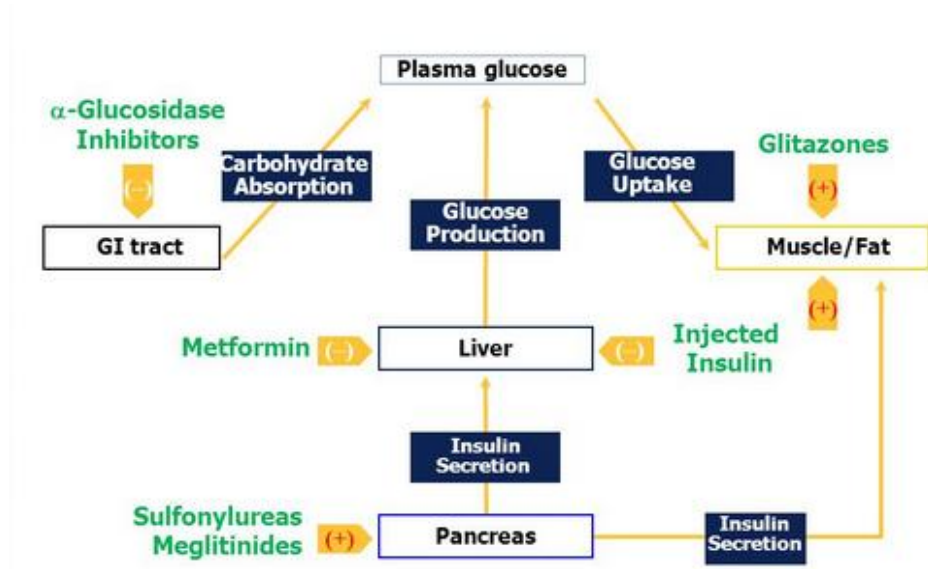 Plasma glucose
α-Glucosidase
Inhibitors
(–)
Carbohydrate
Absorption
Glucose
Uptake
Glitazones
(+)
GI tract
Glucose
Production
Muscle/Fat
(+)
Metformin
(–)
Liver
(–)
Injected
Insulin
Insulin
Secretion
Sulfonylureas
Meglitinides
(+)
Pancreas
Insulin
Secretion